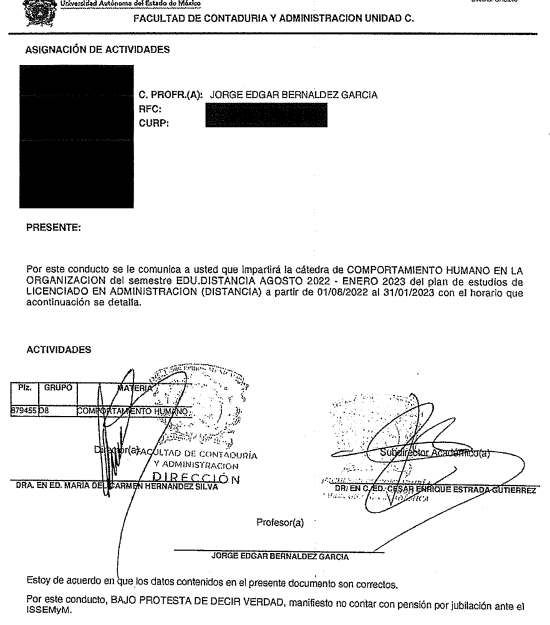 Universidad Autónoma del Estado de México
FACULTAD DE CONTADURIA Y ADMINISTRACION UNIDAD C.
ASIGNACIÓN DE ACTIVIDADES
C. PROFR.(A): JORGE EDGAR BERNALDEZ GARCIA
RFC:
CURP:
PRESENTE:
Por este conducto se le comunica a usted que impartirá la cátedra de COMPORTAMIENTO HUMANO EN LA
ORGANIZACION del semestre EDU.DISTANCIA AGOSTO 2022 - ENERO 2023 del plan de estudios de
LICENCIADO EN ADMINISTRACION (DISTANCIA) a partir de 01/08/2022 al 31/01/2023 con el horario que
acontinuación se detalla.
ACTIVIDADES
Plz. GRUPO MATERIA
879455 D8 COMPORTAMIENTO HUMANO
Director(a) Subdirector Académico(a)
FACULTAD DE CONTADURÍA
Y ADMINISTRACIÓN
DIRECCIÓN
DRA. EN ED. MARIA DEL CARMEN HERNANDEZ SILVA DR. EN C. ED. CESAR ENRIQUE ESTRADA GUTIERREZ
Profesor(a)
JORGE EDGAR BERNALDEZ GARCIA
Estoy de acuerdo en que los datos contenidos en el presente documento son correctos.
Por este conducto, BAJO PROTESTA DE DECIR VERDAD, manifiesto no contar con pensión por jubilación ante el
ISSEMyM.